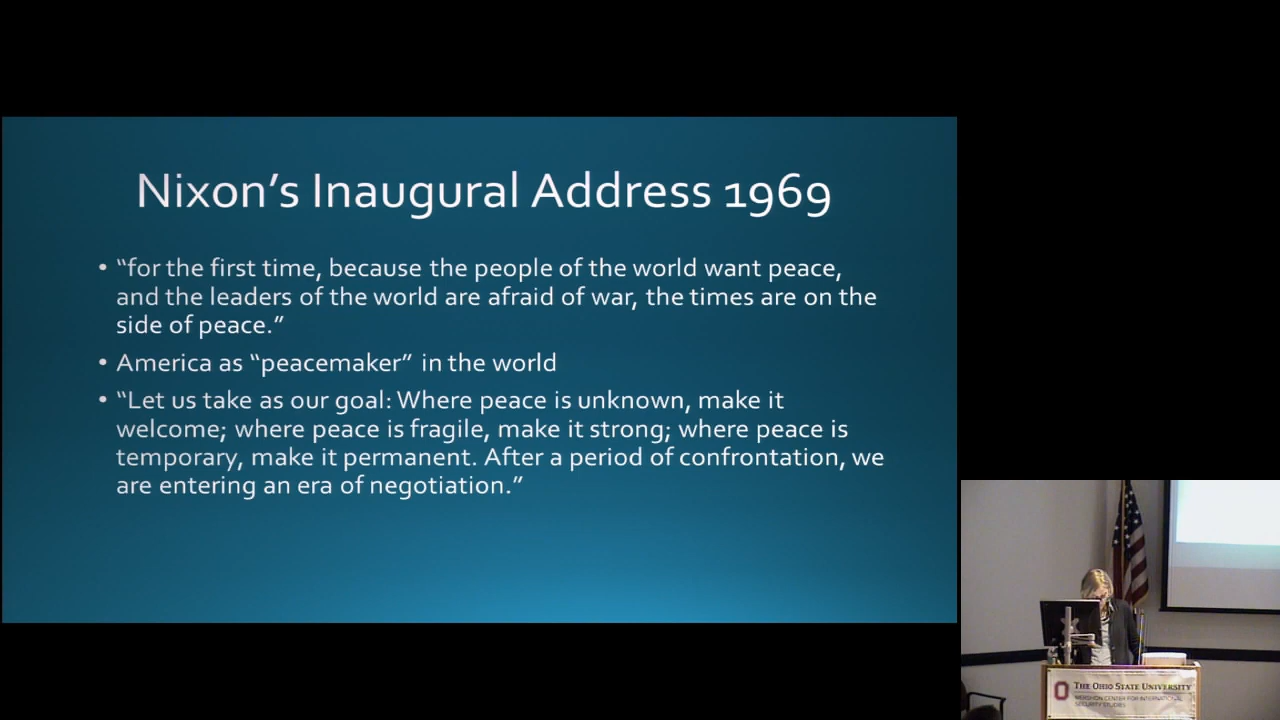 Nixon’s Inaugural Address 1969
• “for the first time, because the people of the world want peace,
and the leaders of the world are afraid of war, the times are on the
side of peace.”
• America as “peacemaker” in the world
• “Let us take as our goal: Where peace is unknown, make it
welcome; where peace is fragile, make it strong; where peace is
temporary, make it permanent. After a period of confrontation, we
are entering an era of negotiation.”
THE OHIO STATE UNIVERSITY
MERSHON CENTER FOR INTERNATIONAL
SECURITY STUDIES